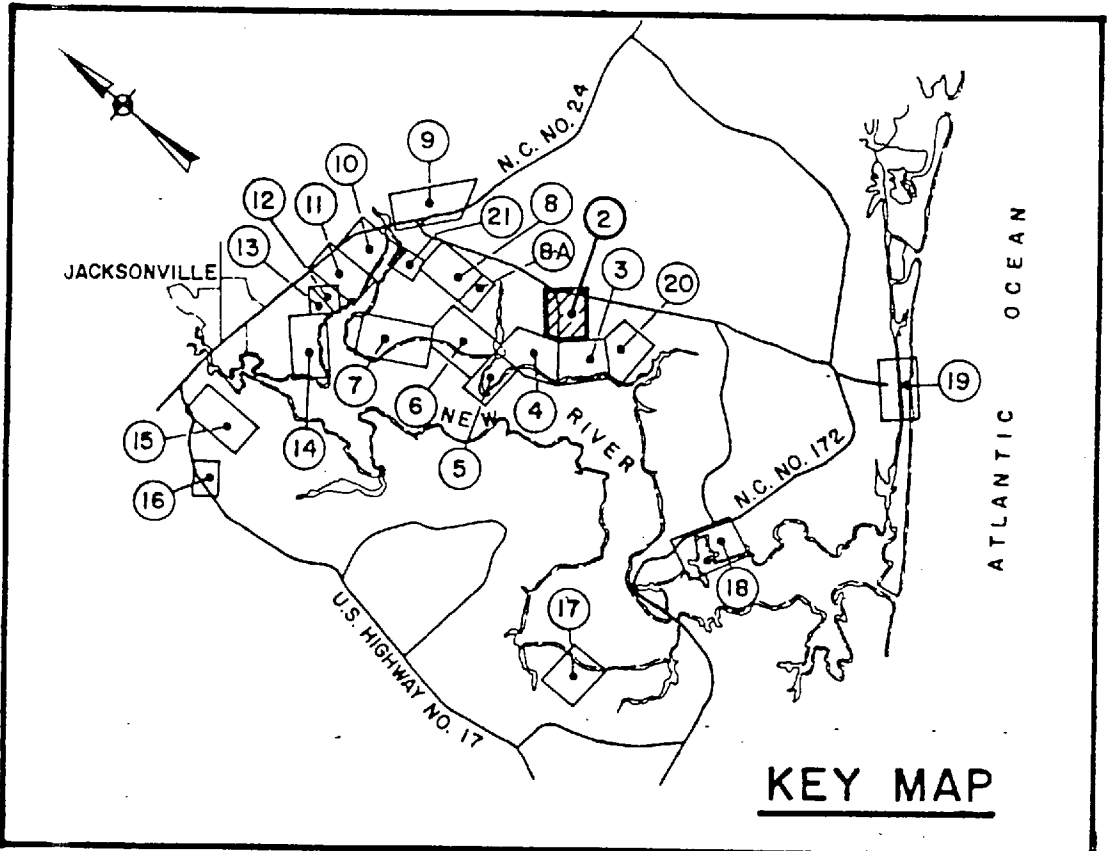 N.C. NO. 24
9
10
11
12
13
21
8
8-A
2
3
20
JACKSONVILLE
ATLANTIC OCEAN
19
7
6
4
5
NEW RIVER
14
15
16
N.C. NO. 172
18
17
U.S. HIGHWAY NO. 17
KEY MAP